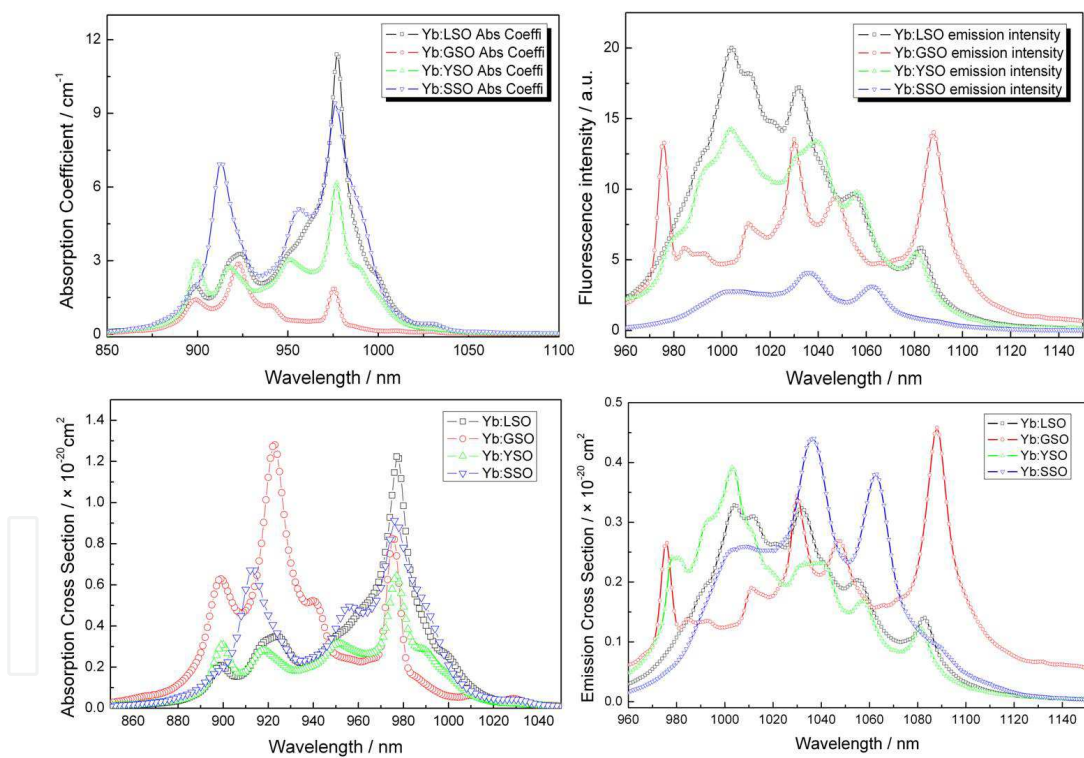 12
9
6
3
0
Absorption Coefficient / cm⁻¹
Yb:LSO Abs Coeffi
Yb:GSO Abs Coeffi
Yb:YSO Abs Coeffi
Yb:SSO Abs Coeffi
850 900 950 1000 1050 1100
Wavelength / nm
20
15
10
5
0
Fluorescence intensity / a.u.
Yb:LSO emission intensity
Yb:GSO emission intensity
Yb:YSO emission intensity
Yb:SSO emission intensity
960 980 1000 1020 1040 1060 1080 1100 1120 1140
Wavelength / nm
1.4
1.2
1.0
0.8
0.6
0.4
0.2
0.0
Absorption Cross Section / × 10⁻²⁰cm²
Yb:LSO
Yb:GSO
Yb:YSO
Yb:SSO
860 880 900 920 940 960 980 1000 1020 1040
Wavelength / nm
0.5
0.4
0.3
0.2
0.1
0.0
Emission Cross Section / × 10⁻²⁰ cm²
Yb:LSO
Yb:GSO
Yb:YSO
Yb:SSO
960 980 1000 1020 1040 1060 1080 1100 1120 1140
Wavelength / nm